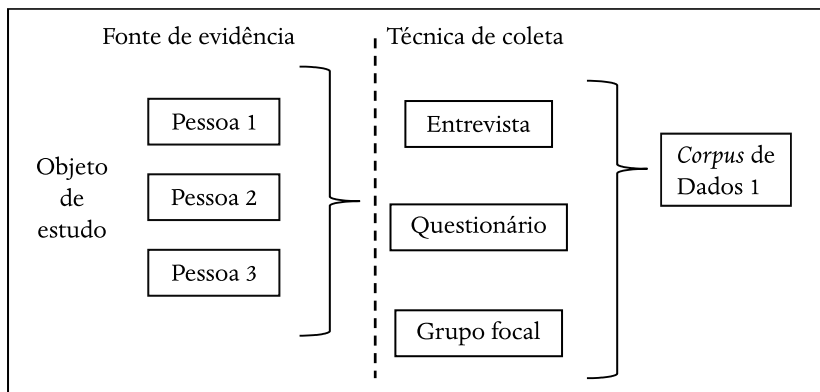 Fonte de evidência
Técnica de coleta
Objeto
de
estudo
Pessoa 1
Pessoa 2
Pessoa 3
Entrevista
Questionário
Grupo focal
Corpus de
Dados 1